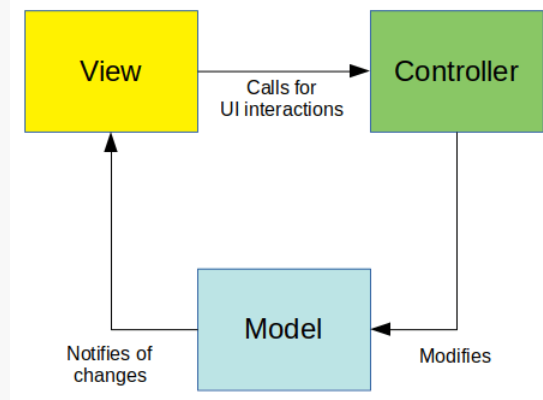 View
Controller
Calls for
UI interactions
Model
Notifies of
changes
Modifies